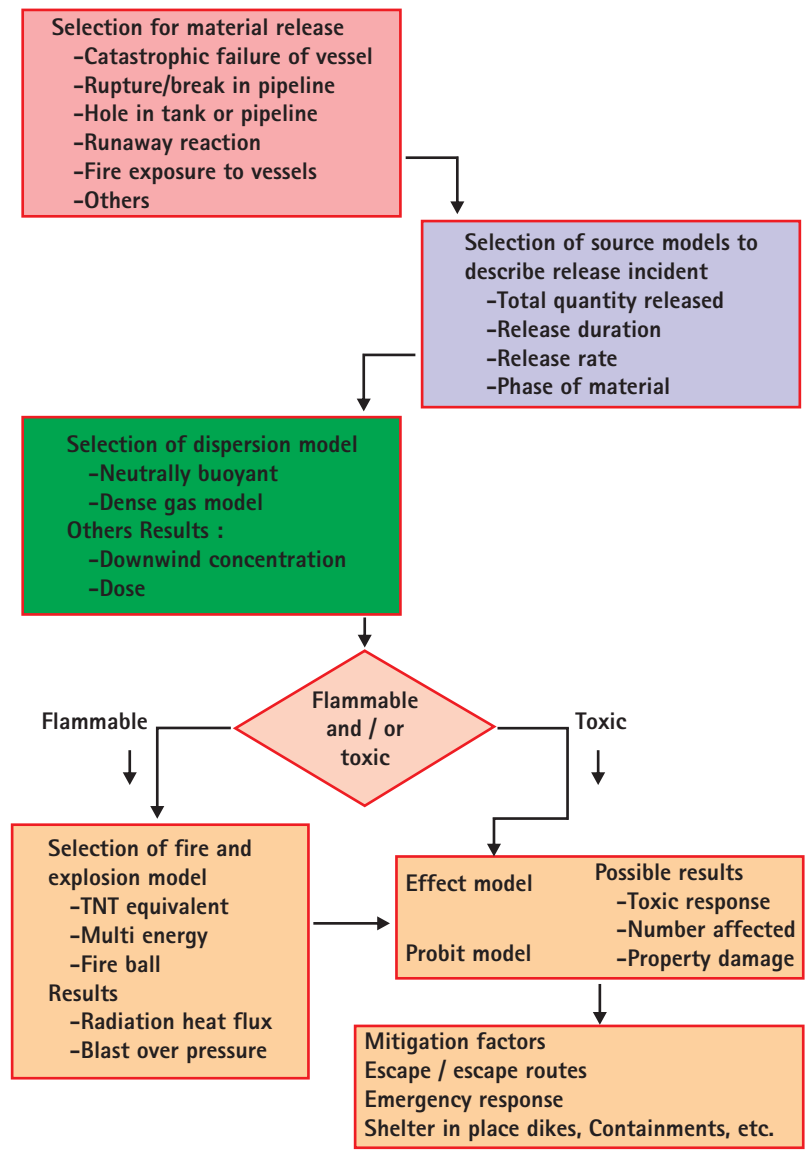 Selection for material release
-Catastrophic failure of vessel
-Rupture/break in pipeline
-Hole in tank or pipeline
-Runaway reaction
-Fire exposure to vessels
-Others
Selection of source models to
describe release incident
-Total quantity released
-Release duration
-Release rate
-Phase of material
Selection of dispersion model
-Neutrally buoyant
-Dense gas model
Others Results :
-Downwind concentration
-Dose
Flammable
and / or
toxic
Flammable
Toxic
Selection of fire and
explosion model
-TNT equivalent
-Multi energy
-Fire ball
Results
-Radiation heat flux
-Blast over pressure
Effect model
Probit model
Possible results
-Toxic response
-Number affected
-Property damage
Mitigation factors
Escape / escape routes
Emergency response
Shelter in place dikes, Containments, etc.